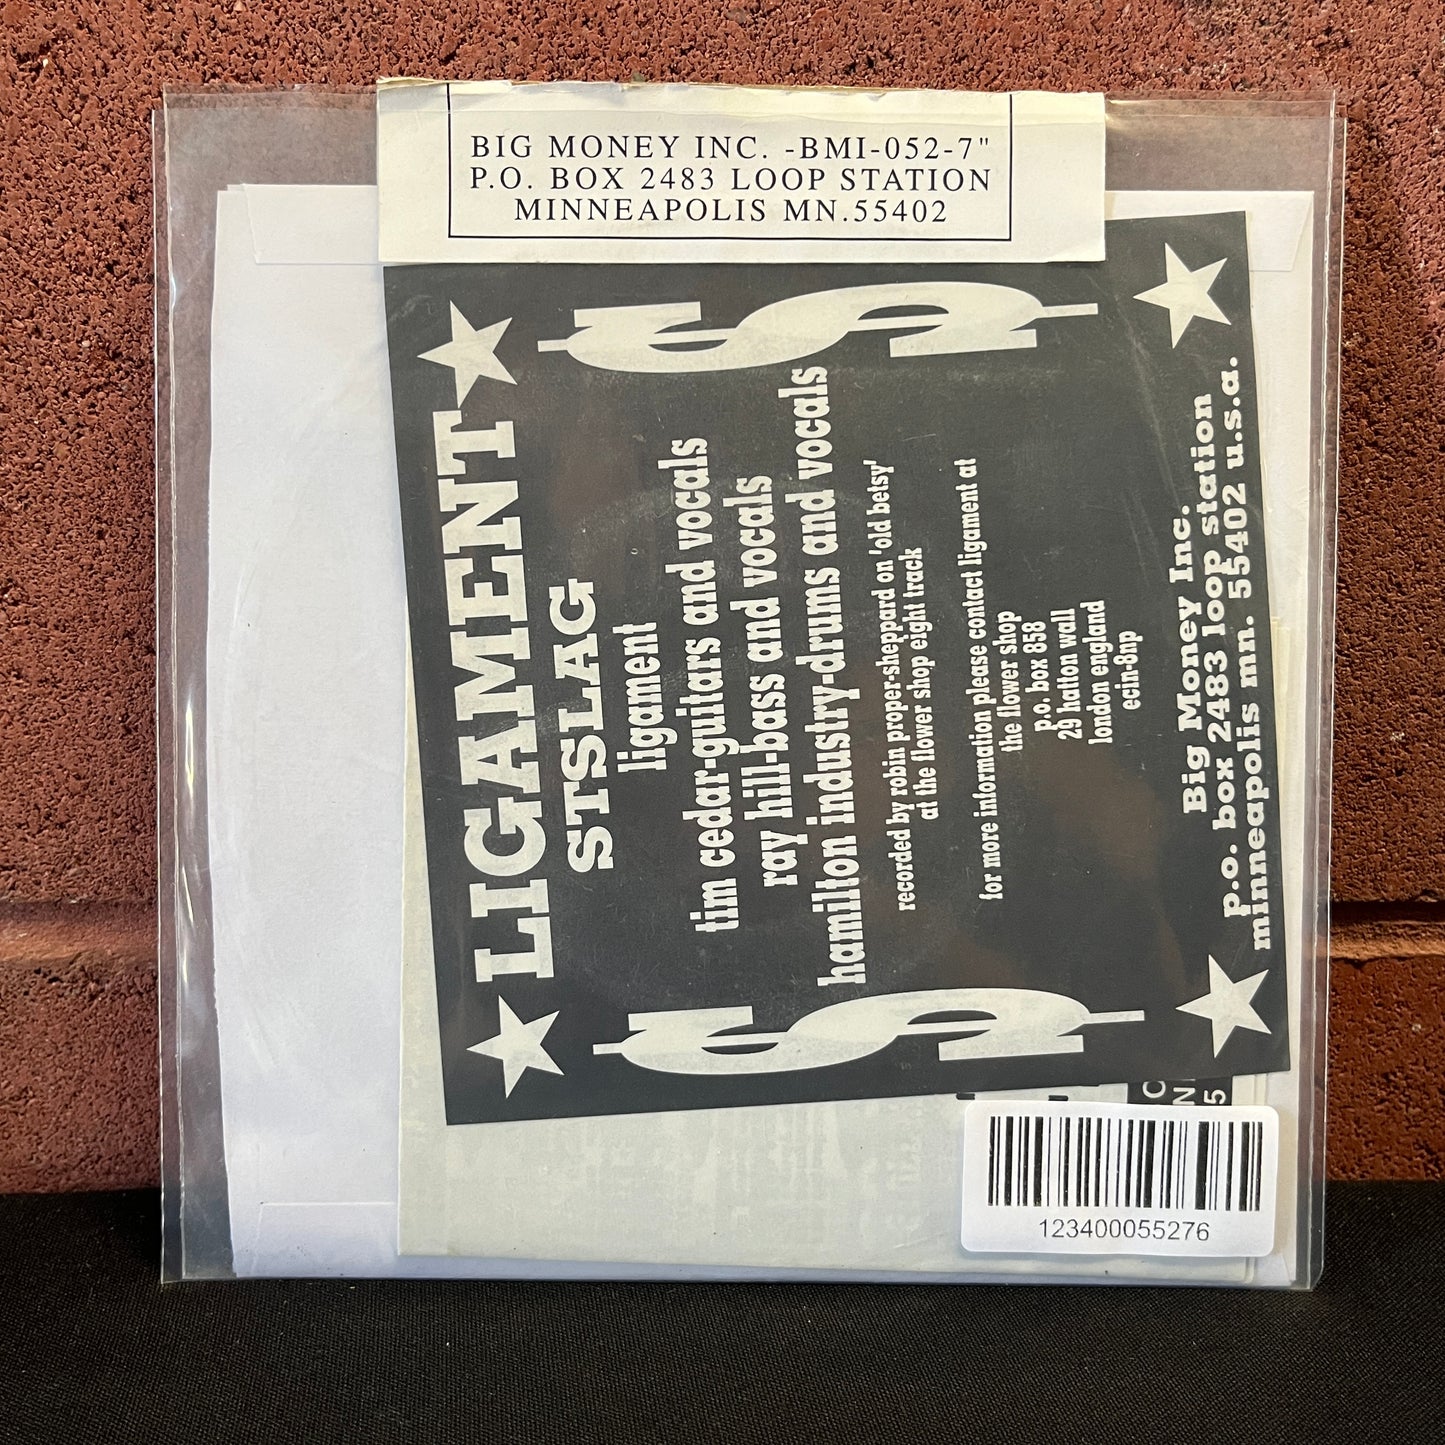 BIG MONEY INC. -BMI-052-7"
P.O. BOX 2483 LOOP STATION
MINNEAPOLIS MN.55402
LIGAMENT
STSLAG
ligament
tim cedar-guitars and vocals
ray hill-bass and vocals
hamilton industry-drums and vocals
recorded by robin proper-sheppard on 'old betsy'
at the flower shop eight track
for more information please contact ligament at
the flower shop
p.o. box 858
29 hatton wall
london england
ecin-8np
Big Money Inc.
p.o. box 2483 loop station
minneapolis mn. 55402 u.s.a.
123400055276